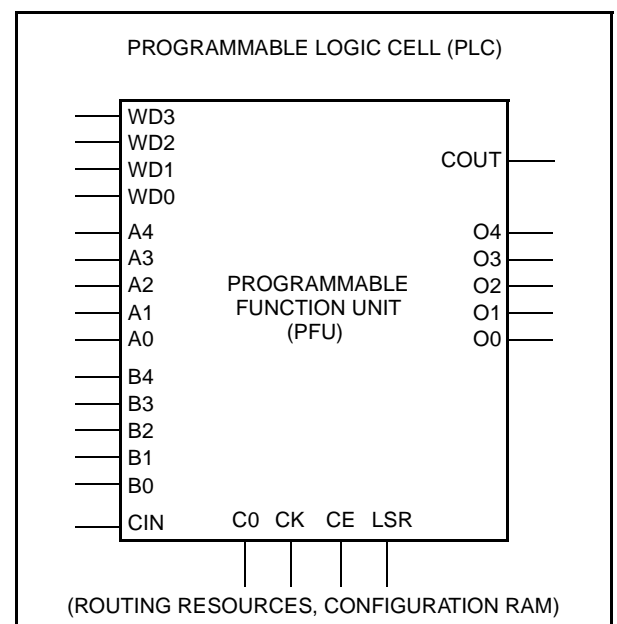 PROGRAMMABLE LOGIC CELL (PLC)
WD3
WD2
WD1
WD0
A4
A3
A2
A1
A0
B4
B3
B2
B1
B0
CIN
PROGRAMMABLE
FUNCTION UNIT
(PFU)
COUT
O4
O3
O2
O1
O0
C0 CK CE LSR
(ROUTING RESOURCES, CONFIGURATION RAM)